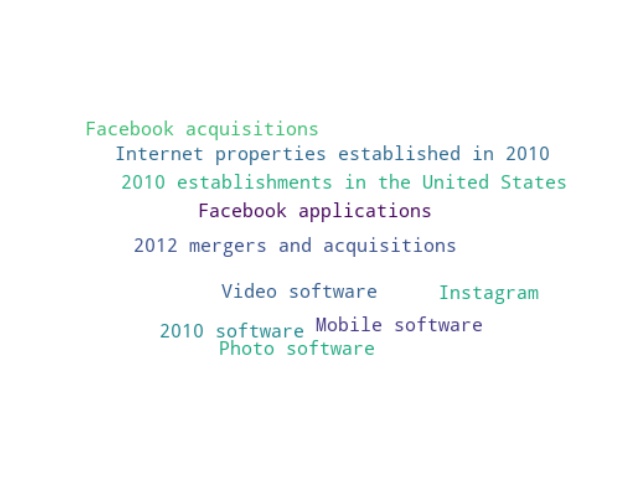 Facebook acquisitions
Internet properties established in 2010
2010 establishments in the United States
Facebook applications
2012 mergers and acquisitions
Video software
Instagram
2010 software
Mobile software
Photo software